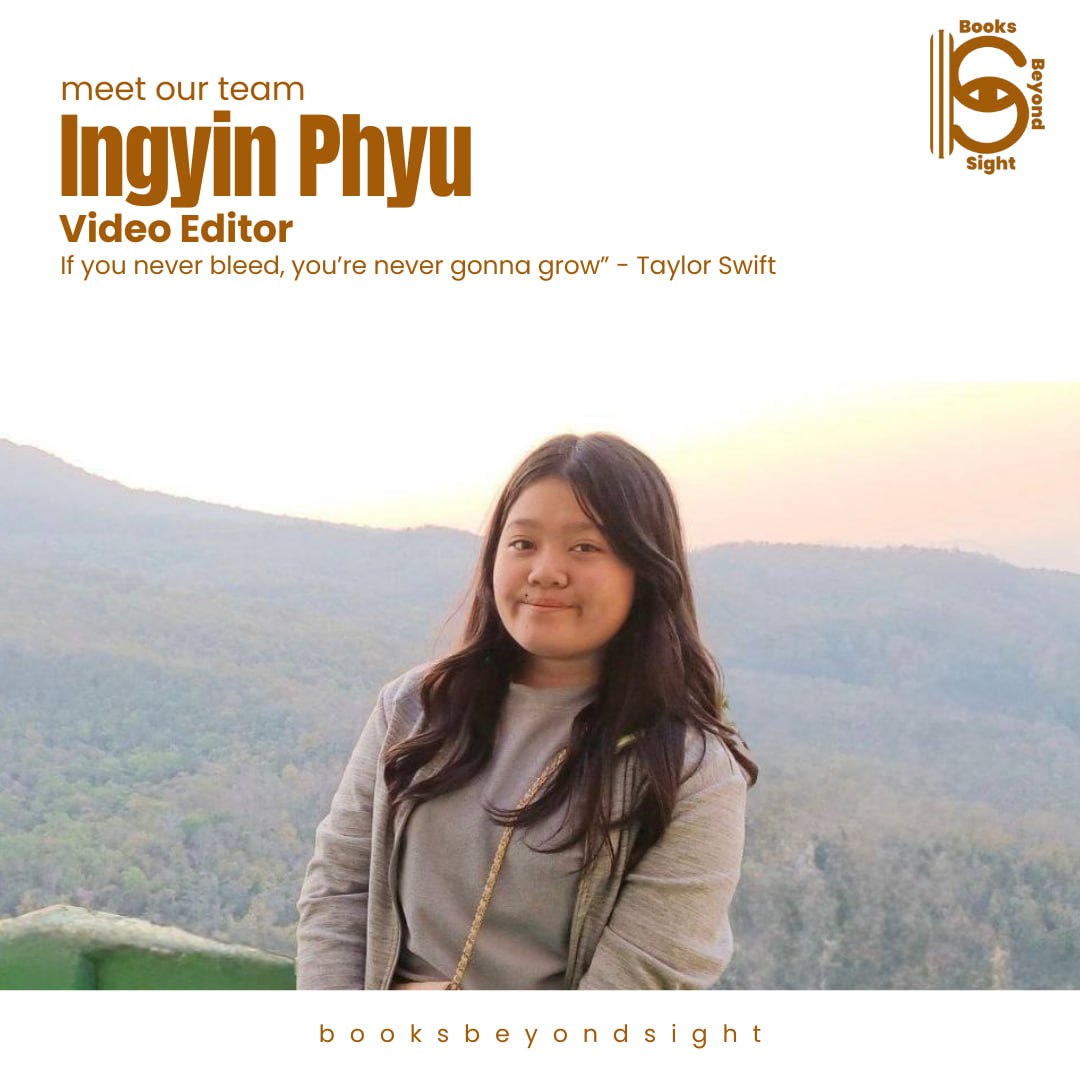 meet our team
Ingyin Phyu
Video Editor
If you never bleed, you’re never gonna grow” - Taylor Swift
Books
Beyond
Sight
booksbeyondsight